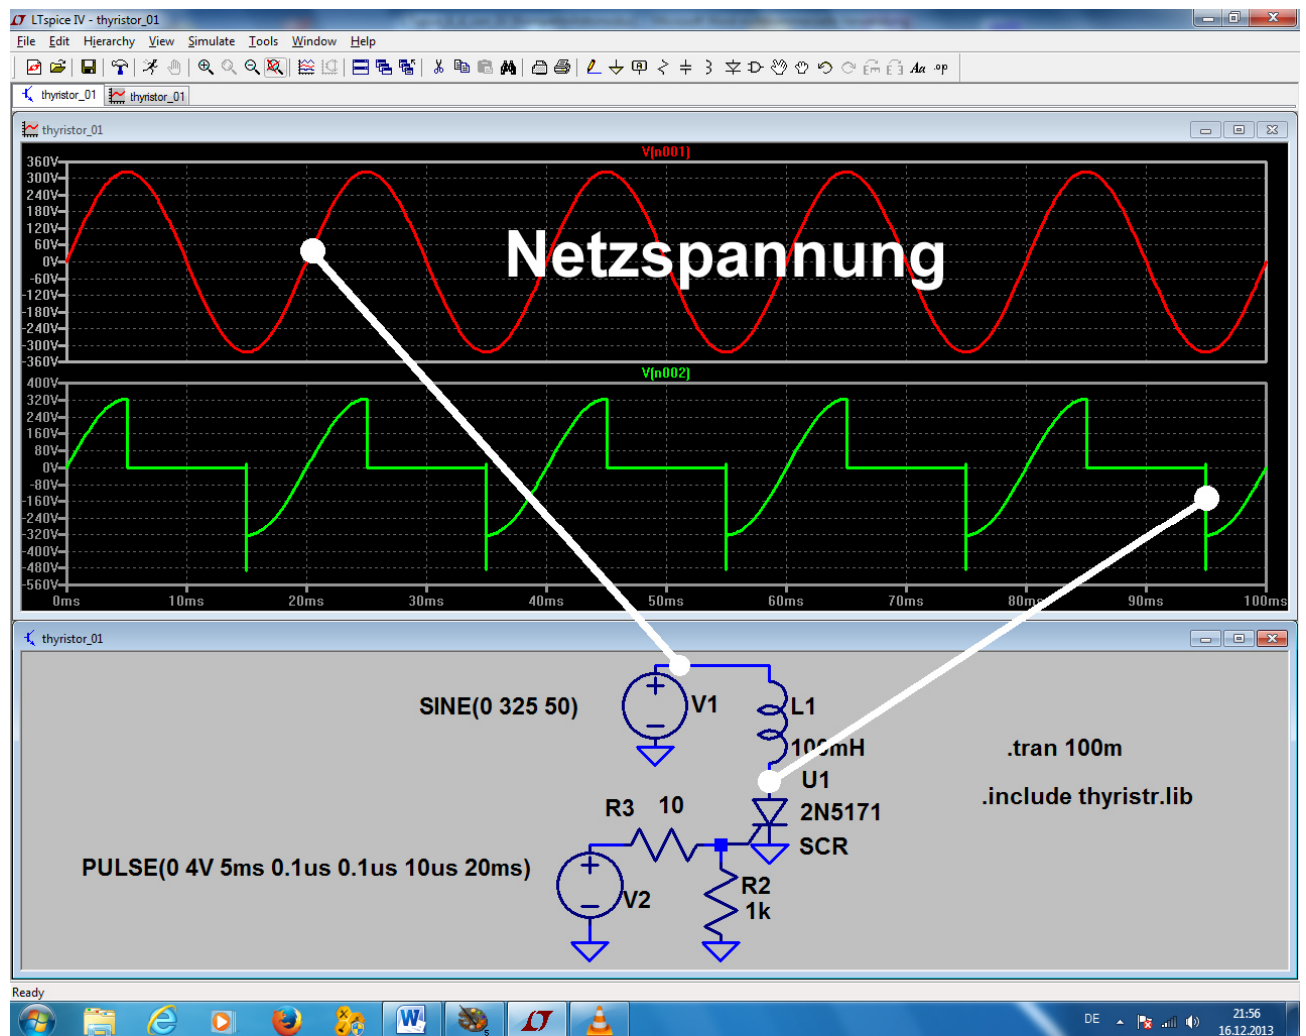 LTspice IV - thyristor_01
File Edit Hierarchy View Simulate Tools Window Help
thyristor_01 thyristor_01
thyristor_01
V(n001)
360V
300V
240V
180V
120V
60V
0V
-60V
-120V
-180V
-240V
-300V
-360V
Netzspannung
V(n002)
400V
320V
240V
160V
80V
0V
-80V
-160V
-240V
-320V
-400V
-480V
-560V
0ms 10ms 20ms 30ms 40ms 50ms 60ms 70ms 80ms 90ms 100ms
thyristor_01
SINE(0 325 50)
V1
L1
100mH
.tran 100m
U1
.include thyristr.lib
R3 10
2N5171
SCR
PULSE(0 4V 5ms 0.1us 0.1us 10us 20ms)
V2
R2
1k
Ready
DE
21:56
16.12.2013